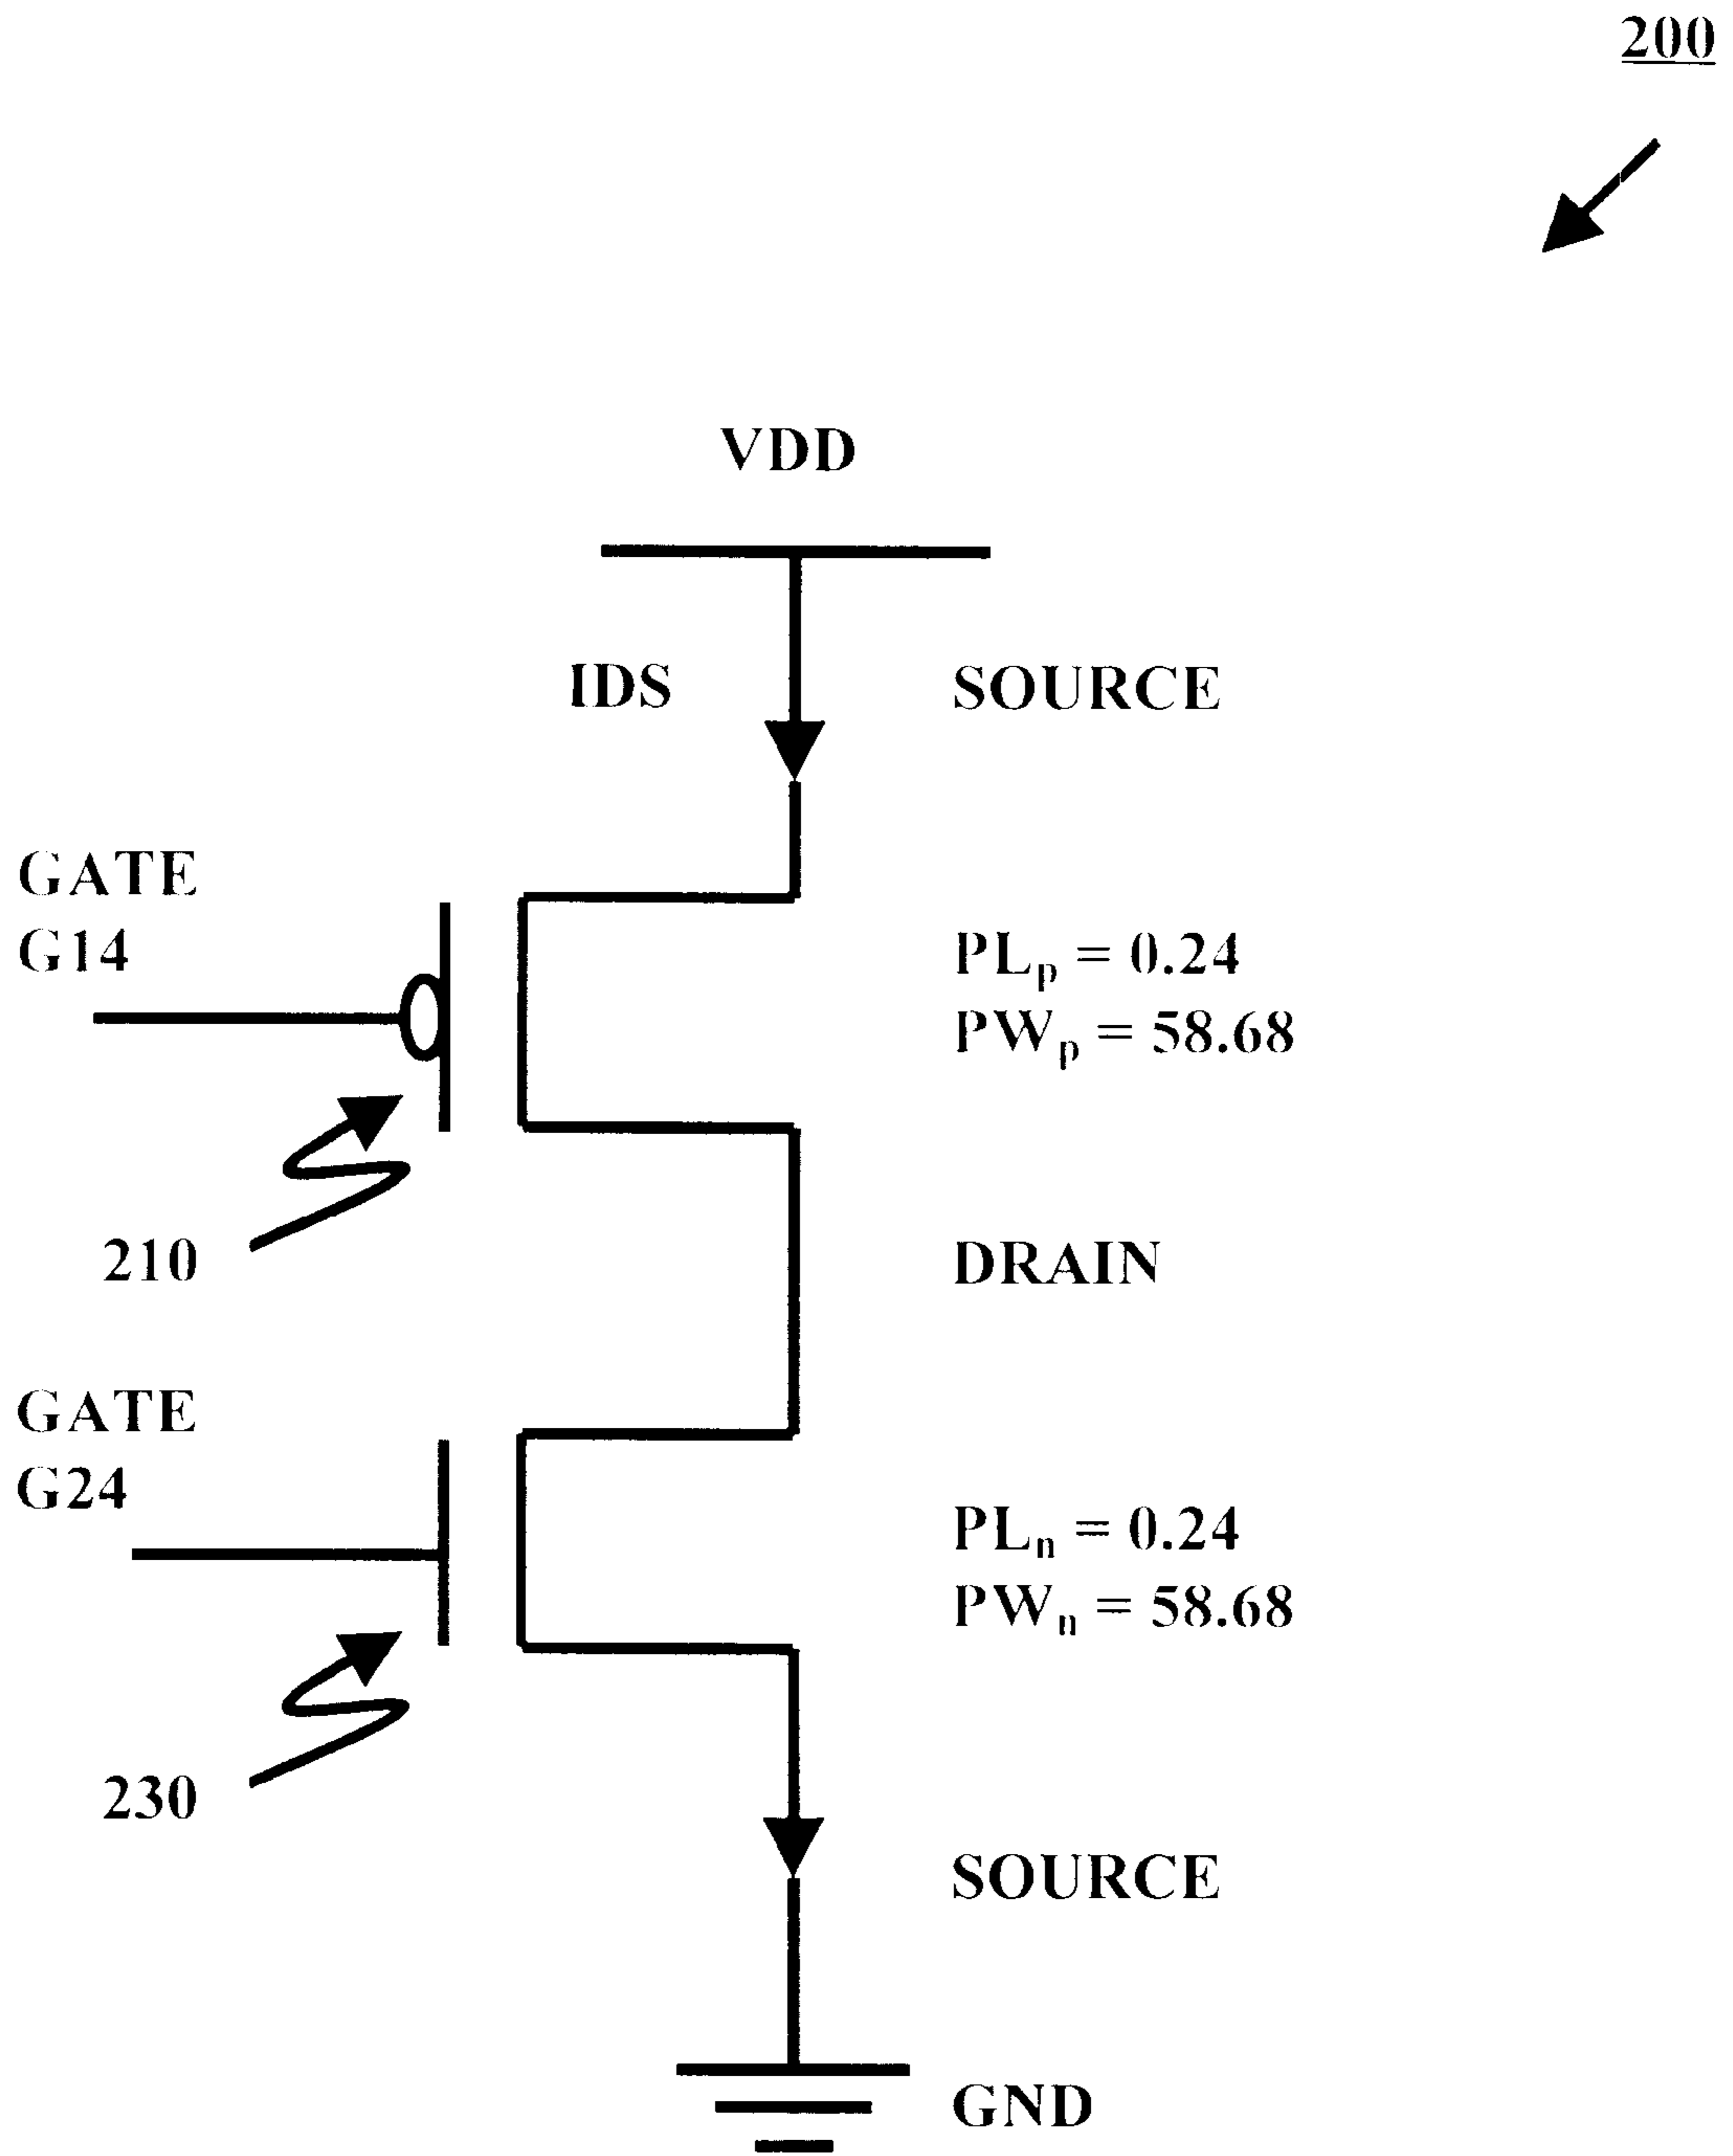 200
VDD
IDS
SOURCE
GATE
G14
PLp = 0.24
PWp = 58.68
210
DRAIN
GATE
G24
PLn = 0.24
PWn = 58.68
230
SOURCE
GND